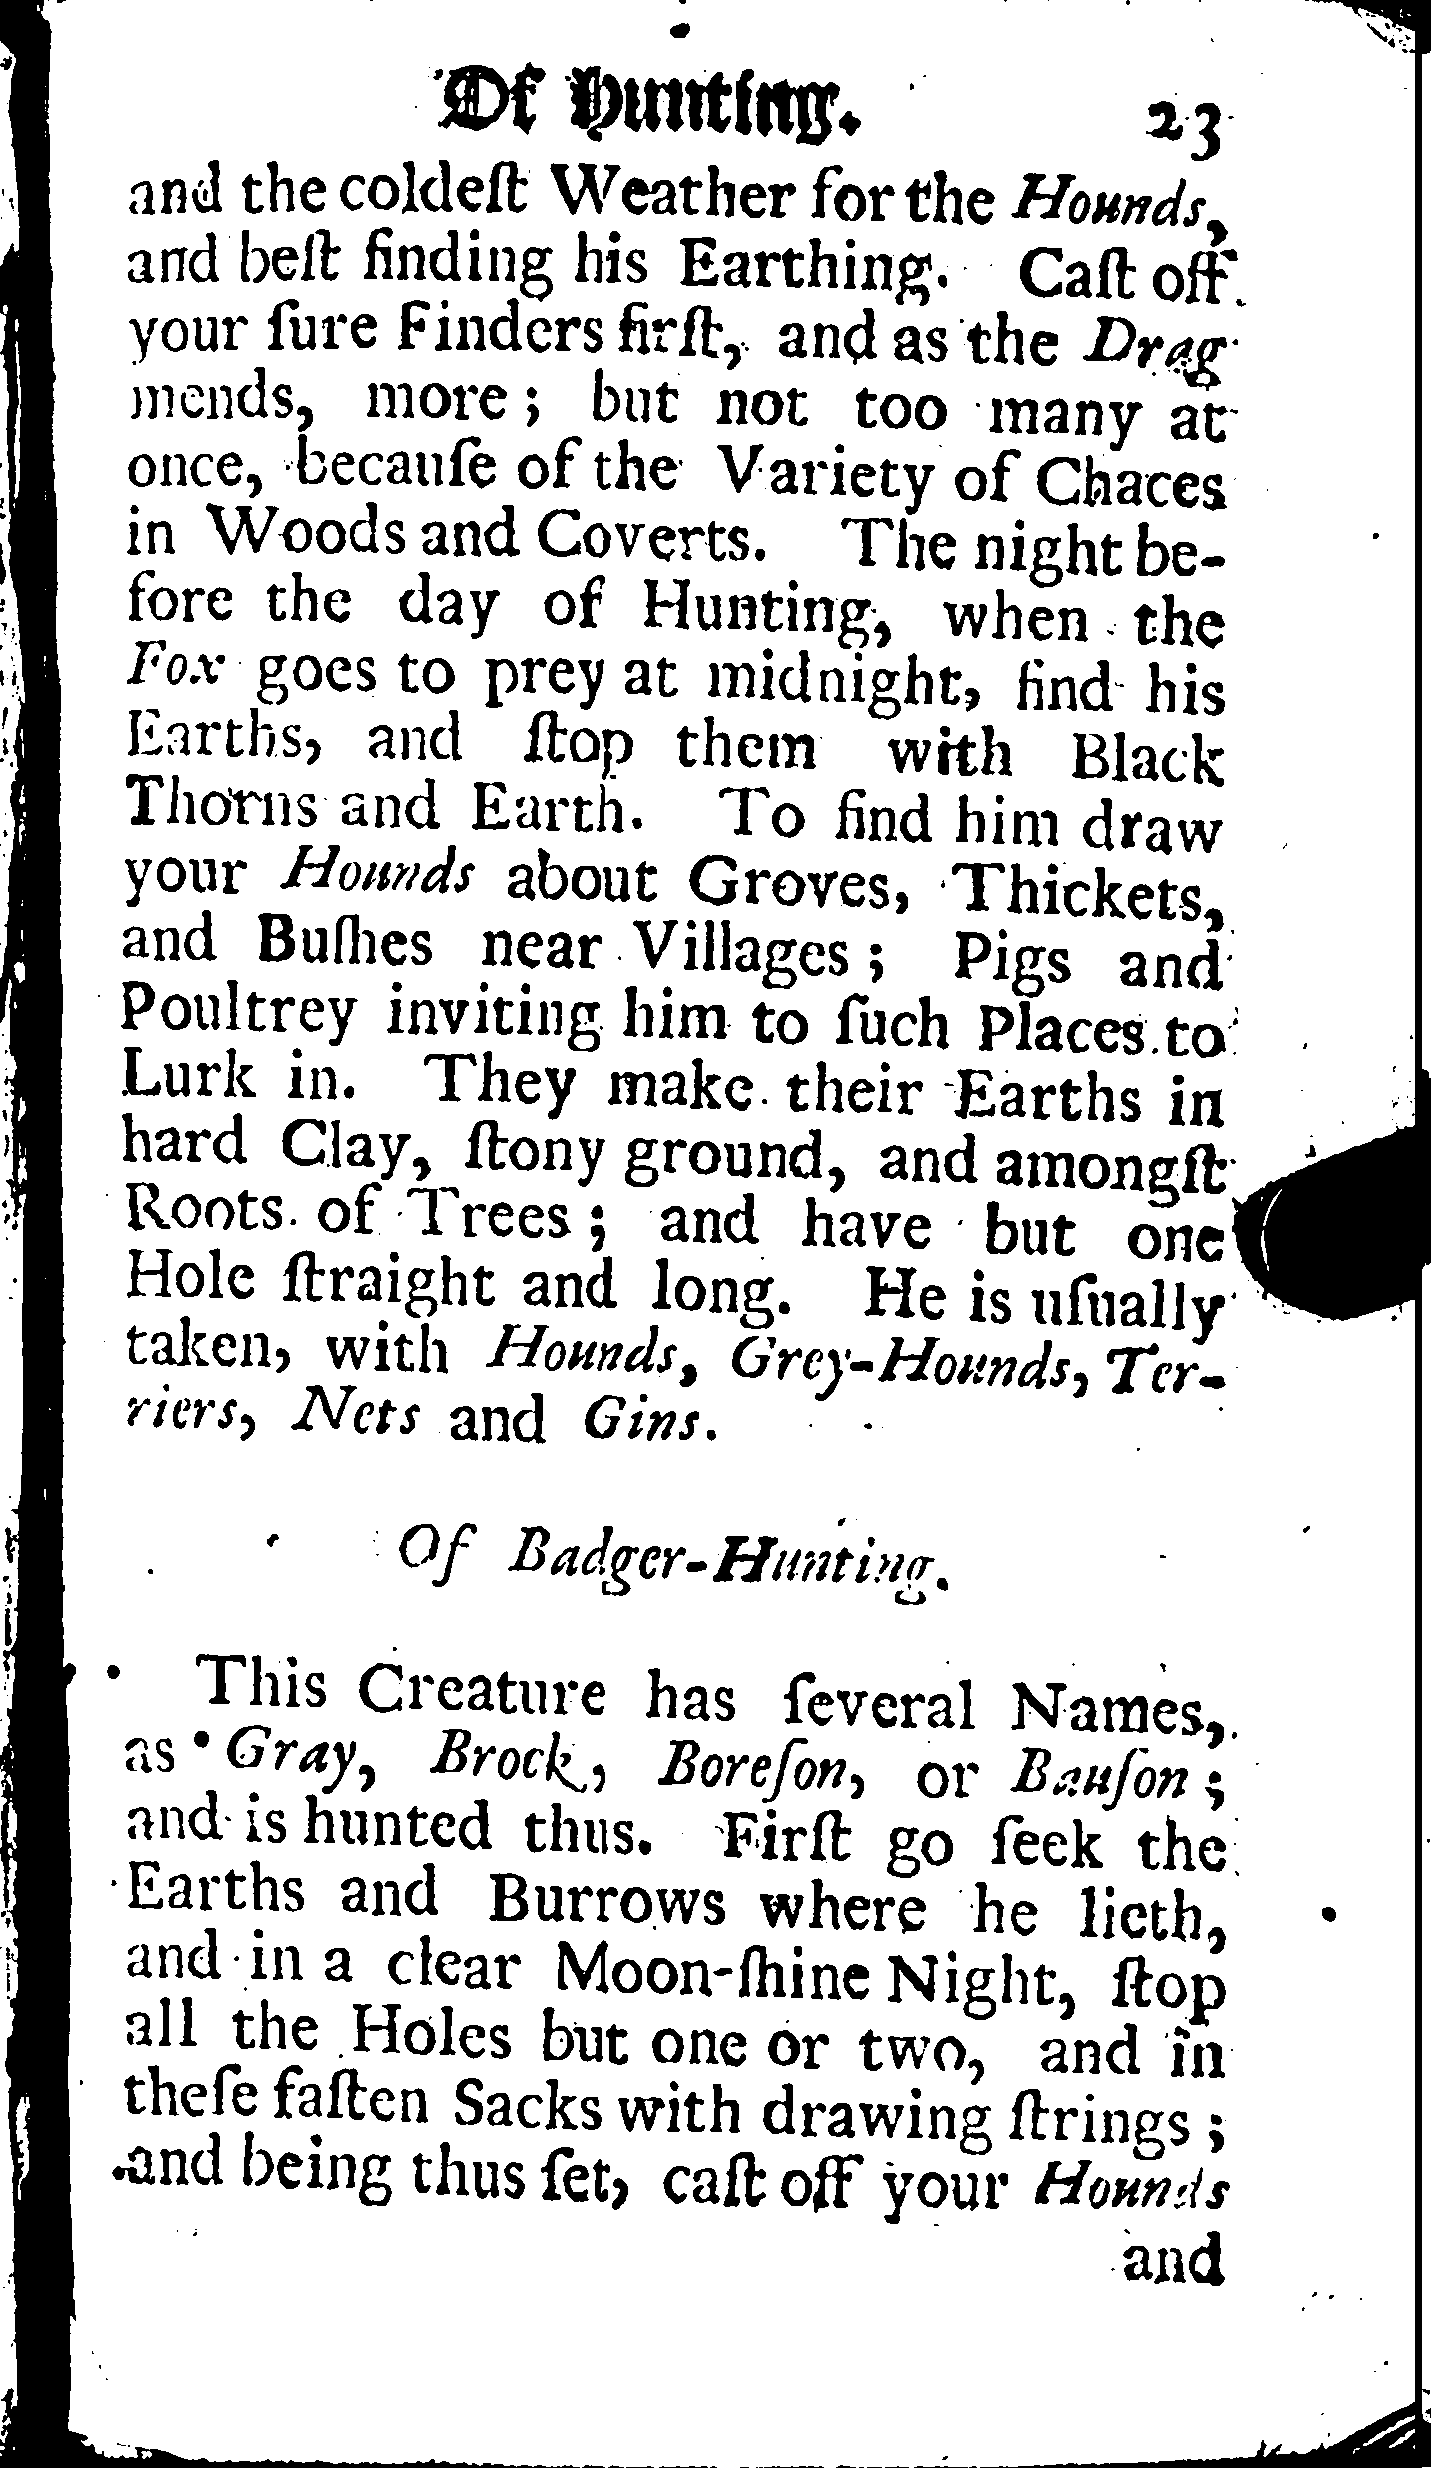 Of Hunting. 23
and the coldeſt Weather for the Hounds,
and beſt finding his Earthing. Caſt off
your ſure Finders firſt, and as the Drag
mends, more; but not too many at
once, becauſe of the Variety of Chaces
in Woods and Coverts. The night be-
fore the day of Hunting, when the
Fox goes to prey at midnight, find his
Earths, and ſtop them with Black
Thorns and Earth. To find him draw
your Hounds about Groves, Thickets,
and Buſhes near Villages; Pigs and
Poultrey inviting him to ſuch Places to
Lurk in. They make their Earths in
hard Clay, ſtony ground, and amongſt
Roots of Trees; and have but one
Hole ſtraight and long. He is uſually
taken, with Hounds, Grey-Hounds, Ter-
riers, Nets and Gins.
Of Badger-Hunting.
This Creature has ſeveral Names,
as Gray, Brock, Boreſon, or Bauſon;
and is hunted thus. Firſt go ſeek the
Earths and Burrows where he lieth,
and in a clear Moon-ſhine Night, ſtop
all the Holes but one or two, and in
theſe faſten Sacks with drawing ſtrings;
and being thus ſet, caſt off your Hounds
and